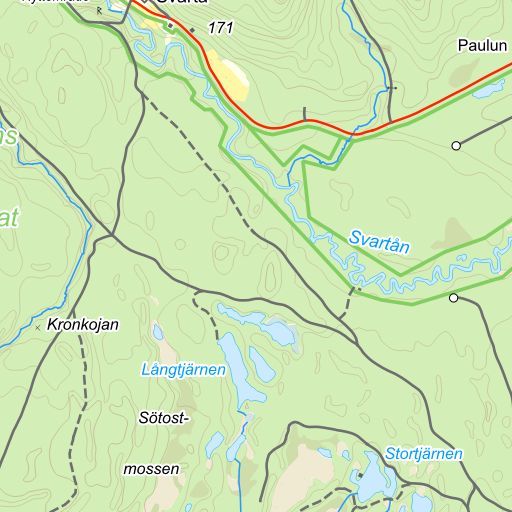 171
Paulun
Svartån
Kronkojan
Långtjärnen
Sötost-
mossen
Stortjärnen